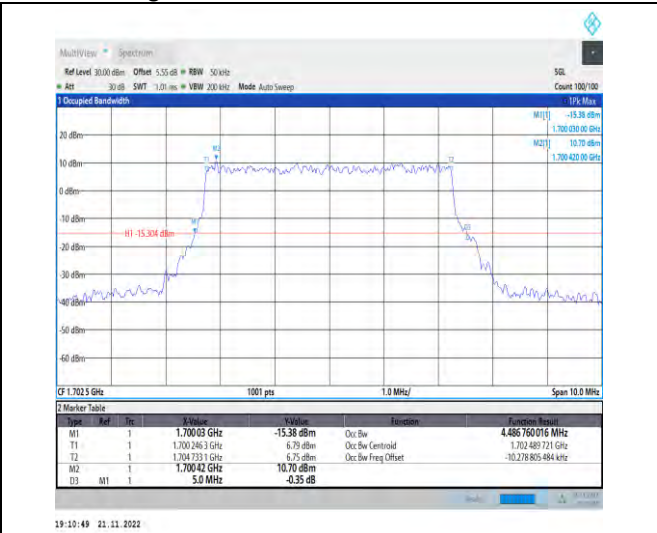 MultiView Spectrum
Ref Level 30.00 dBm Offset 5.55 dB RBW 50 kHz SGL
Att 30 dB SWT 1.01 ms VBW 200 kHz Mode Auto Sweep Count 100/100
1 Occupied Bandwidth 1Pk Max
M1[1] -15.38 dBm
1.700 030 00 GHz
20 dBm
M2[1] 10.70 dBm
1.700 420 00 GHz
M2
T1 T2
10 dBm
0 dBm
-10 dBm
M1
D3
H1 -15.304 dBm
-20 dBm
-30 dBm
-40 dBm
-50 dBm
-60 dBm
CF 1.702 5 GHz 1001 pts 1.0 MHz/ Span 10.0 MHz
2 Marker Table
Type Ref Trc X-Value Y-Value Function Function Result
M1 1 1.700 03 GHz -15.38 dBm Occ Bw 4.486 760 016 MHz
T1 1 1.700 246 3 GHz 6.79 dBm Occ Bw Centroid 1.702 489 721 GHz
T2 1 1.704 733 1 GHz 6.75 dBm Occ Bw Freq Offset -10.278 805 484 kHz
M2 1 1.700 42 GHz 10.70 dBm
D3 M1 1 5.0 MHz -0.35 dB
19:10:49 21.11.2022